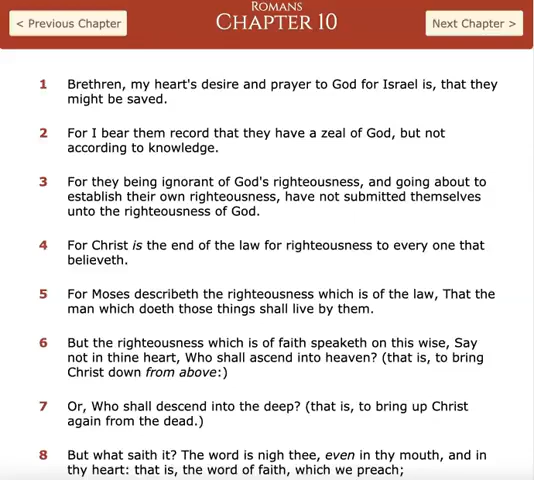 Romans
Chapter 10
< Previous Chapter
Next Chapter >
1 Brethren, my heart's desire and prayer to God for Israel is, that they
might be saved.
2 For I bear them record that they have a zeal of God, but not
according to knowledge.
3 For they being ignorant of God's righteousness, and going about to
establish their own righteousness, have not submitted themselves
unto the righteousness of God.
4 For Christ is the end of the law for righteousness to every one that
believeth.
5 For Moses describeth the righteousness which is of the law, That the
man which doeth those things shall live by them.
6 But the righteousness which is of faith speaketh on this wise, Say
not in thine heart, Who shall ascend into heaven? (that is, to bring
Christ down from above:)
7 Or, Who shall descend into the deep? (that is, to bring up Christ
again from the dead.)
8 But what saith it? The word is nigh thee, even in thy mouth, and in
thy heart: that is, the word of faith, which we preach;